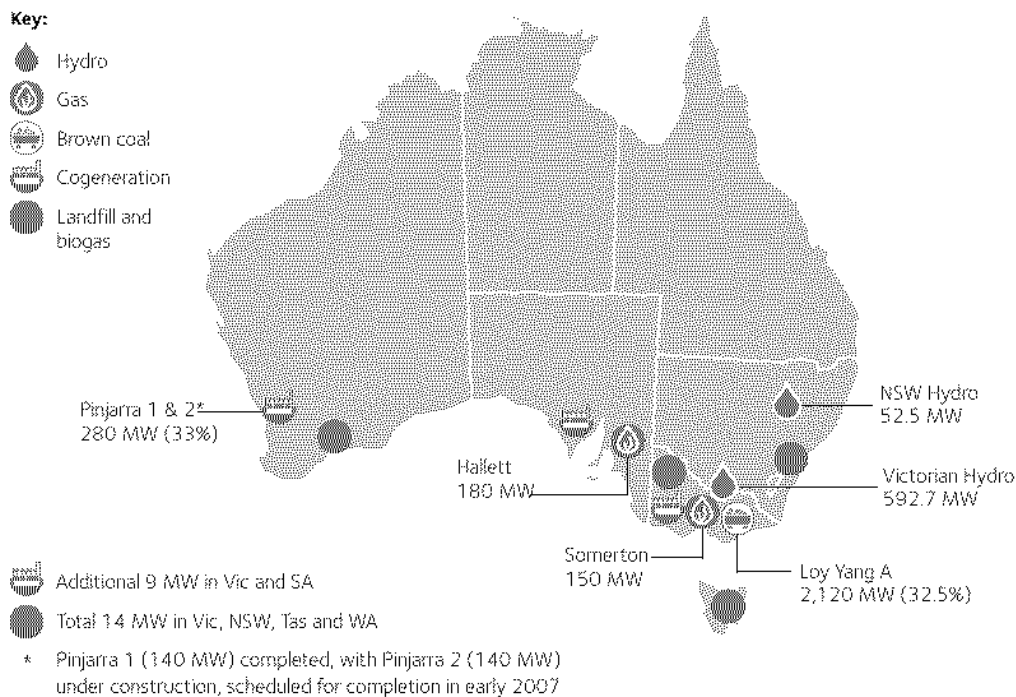 Key:
Hydro
Gas
Brown coal
Cogeneration
Landfill and
biogas
Pinjarra 1 & 2*
280 MW (33%)
Hallett
180 MW
Somerton
150 MW
NSW Hydro
52.5 MW
Victorian Hydro
592.7 MW
Loy Yang A
2,120 MW (32.5%)
Additional 9 MW in Vic and SA
Total 14 MW in Vic, NSW, Tas and WA
* Pinjarra 1 (140 MW) completed, with Pinjarra 2 (140 MW)
under construction, scheduled for completion in early 2007